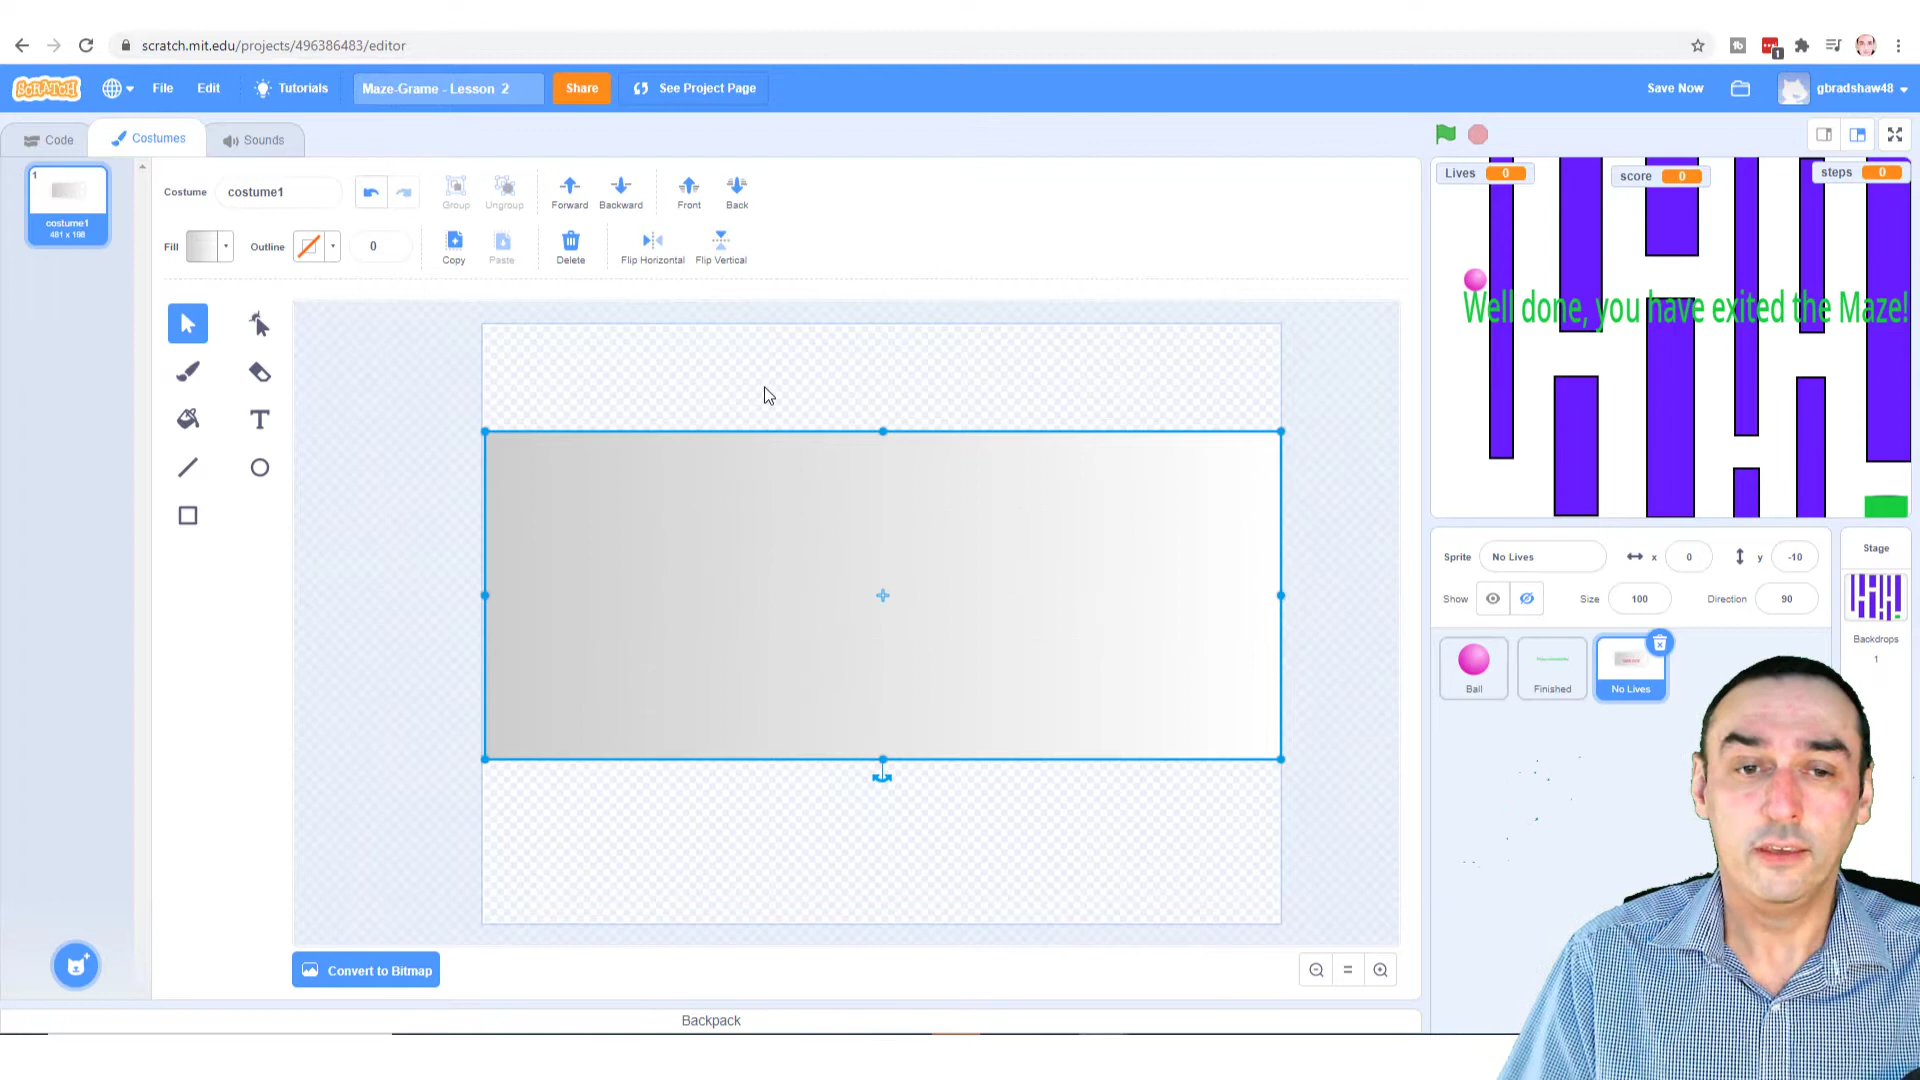 scratch.mit.edu/projects/496386483/editor
SCRATCH
File
Edit
Tutorials
Maze-Grame - Lesson 2
Share
See Project Page
Save Now
gbradshaw48
Code
Costumes
Sounds
1
costume1
481 x 198
Costume
costume1
Group
Ungroup
Forward
Backward
Front
Back
Fill
Outline
0
Copy
Paste
Delete
Flip Horizontal
Flip Vertical
T
Convert to Bitmap
Backpack
Lives 0
score 0
steps 0
Well done, you have exited the Maze!
Sprite
No Lives
x
0
y
-10
Show
Size
100
Direction
90
Ball
Finished
No Lives
Stage
Backdrops
1